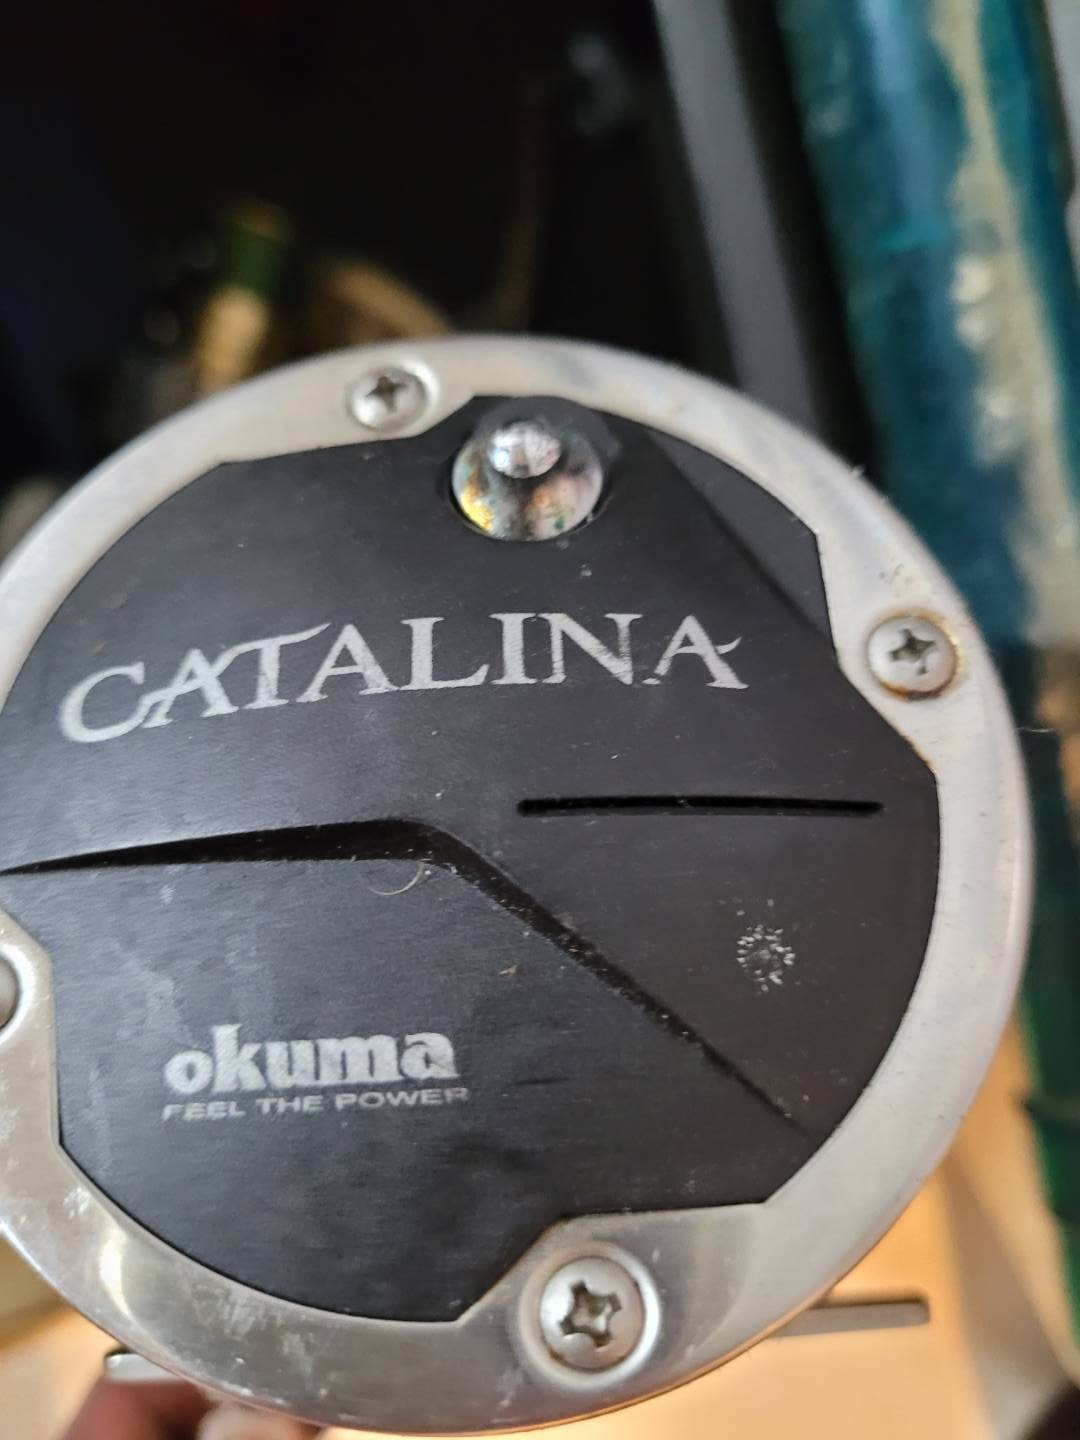 CATALINA
okuma
FEEL THE POWER